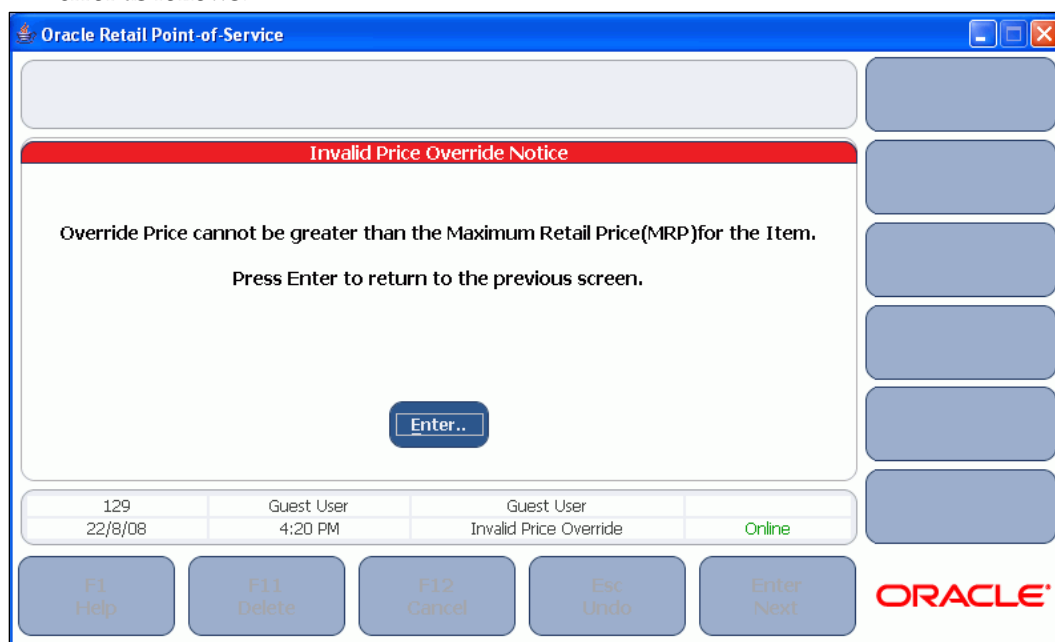 Oracle Retail Point-of-Service
Invalid Price Override Notice
Override Price cannot be greater than the Maximum Retail Price(MRP)for the Item.
Press Enter to return to the previous screen.
Enter..
129 Guest User Guest User
22/8/08 4:20 PM Invalid Price Override Online
F1 Help
F11 Delete
F12 Cancel
Esc Undo
Enter Next
ORACLE